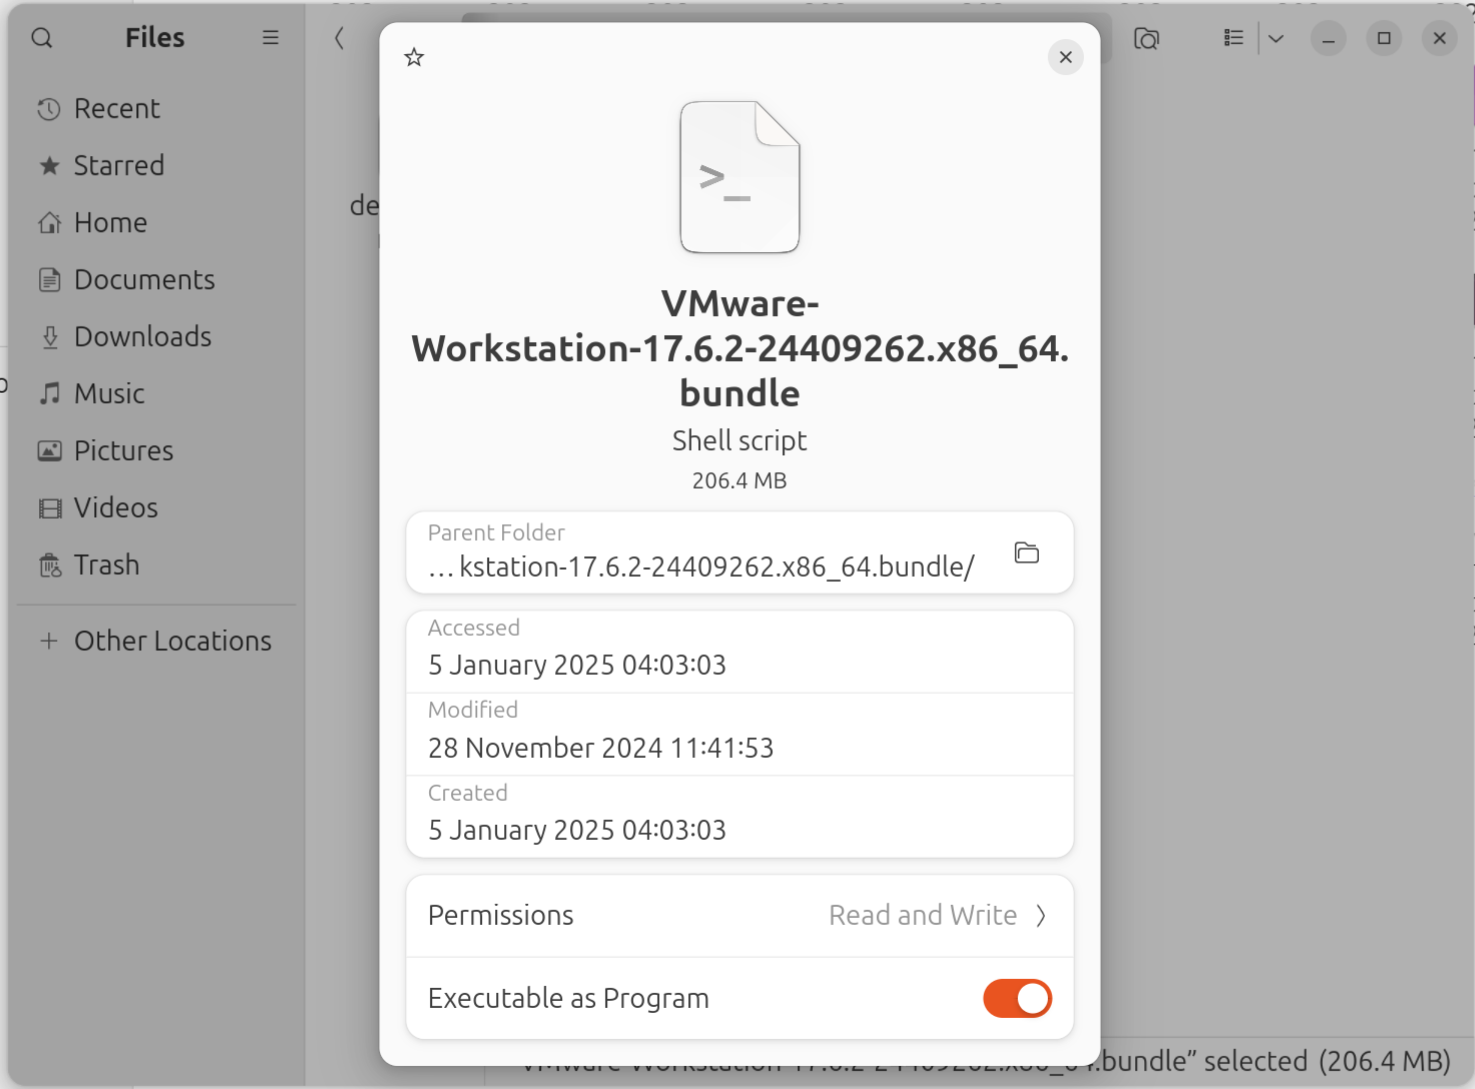 Files
Recent
Starred
Home
Documents
Downloads
Music
Pictures
Videos
Trash
Other Locations
de
>_
VMware-
Workstation-17.6.2-24409262.x86_64.
bundle
Shell script
206.4 MB
Parent Folder
…kstation-17.6.2-24409262.x86_64.bundle/
Accessed
5 January 2025 04:03:03
Modified
28 November 2024 11:41:53
Created
5 January 2025 04:03:03
Permissions
Read and Write
Executable as Program
.bundle” selected (206.4 MB)